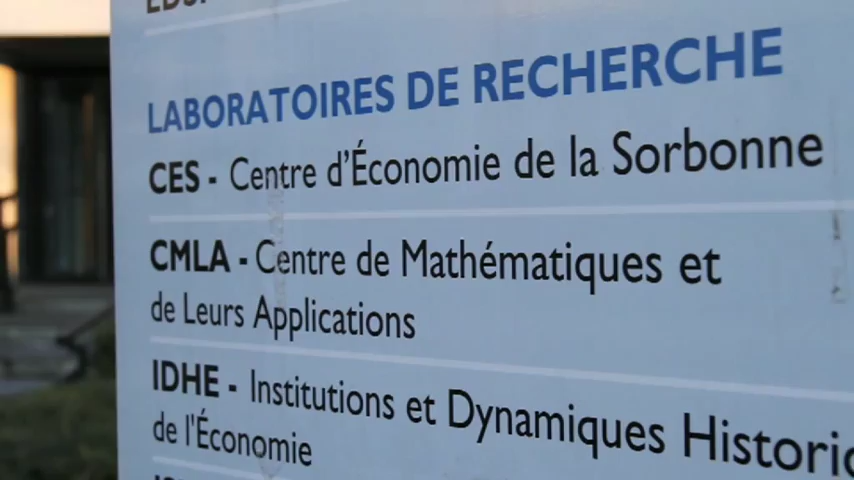 LABORATOIRES DE RECHERCHE
CES - Centre d'Économie de la Sorbonne
CMLA - Centre de Mathématiques et
de Leurs Applications
IDHE - Institutions et Dynamiques
de l'Économie